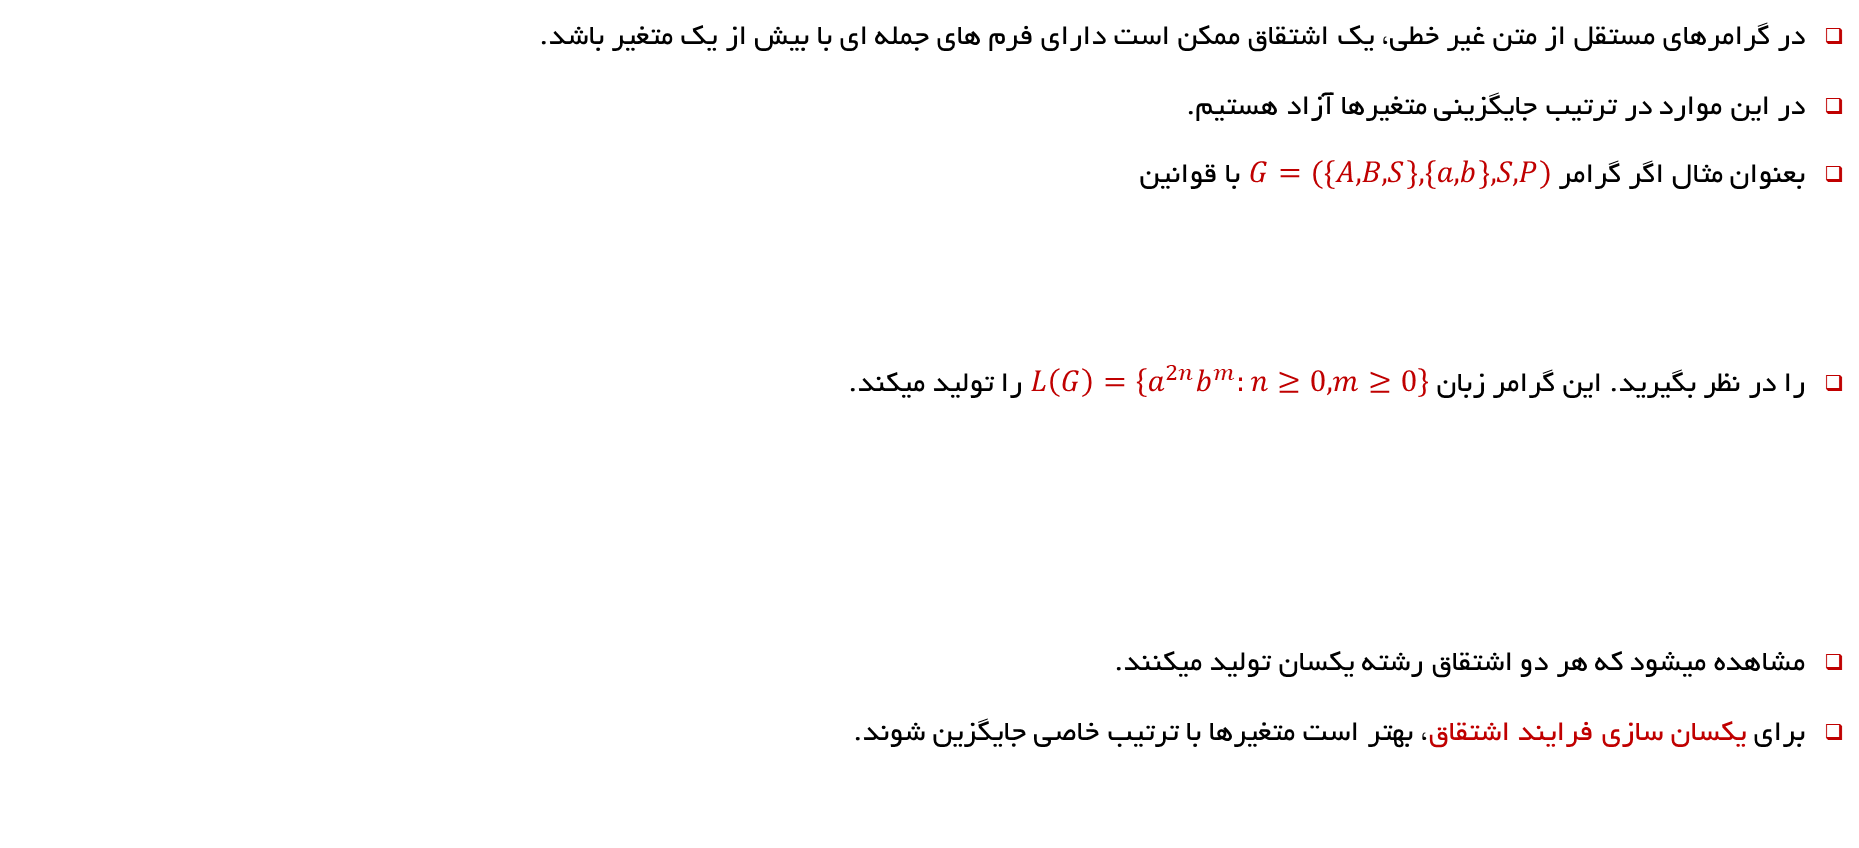 ❑ در گرامرهای مستقل از متن غیر خطی، یک اشتقاق ممکن است دارای فرم های جمله ای با بیش از یک متغیر باشد.
❑ در این موارد در ترتیب جایگزینی متغیرها آزاد هستیم.
❑ بعنوان مثال اگر گرامر G = ({A,B,S},{a,b},S,P) با قوانین
❑ را در نظر بگیرید. این گرامر زبان L(G) = {a²ⁿbᵐ: n ≥ 0,m ≥ 0} را تولید میکند.
❑ مشاهده میشود که هر دو اشتقاق رشته یکسان تولید میکنند.
❑ برای یکسان سازی فرایند اشتقاق، بهتر است متغیرها با ترتیب خاصی جایگزین شوند.